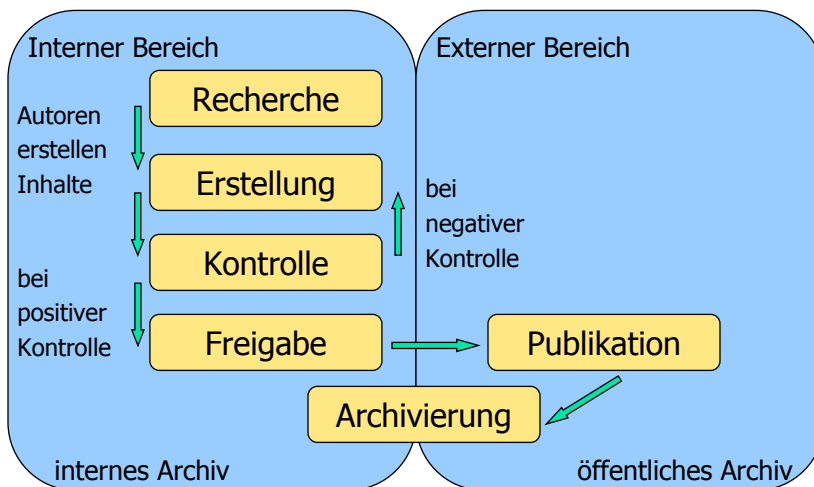 Interner Bereich
Externer Bereich
Recherche
Autoren
erstellen
Inhalte
Erstellung
bei
negativer
Kontrolle
Kontrolle
bei
positiver
Kontrolle
Freigabe
Publikation
Archivierung
internes Archiv
öffentliches Archiv